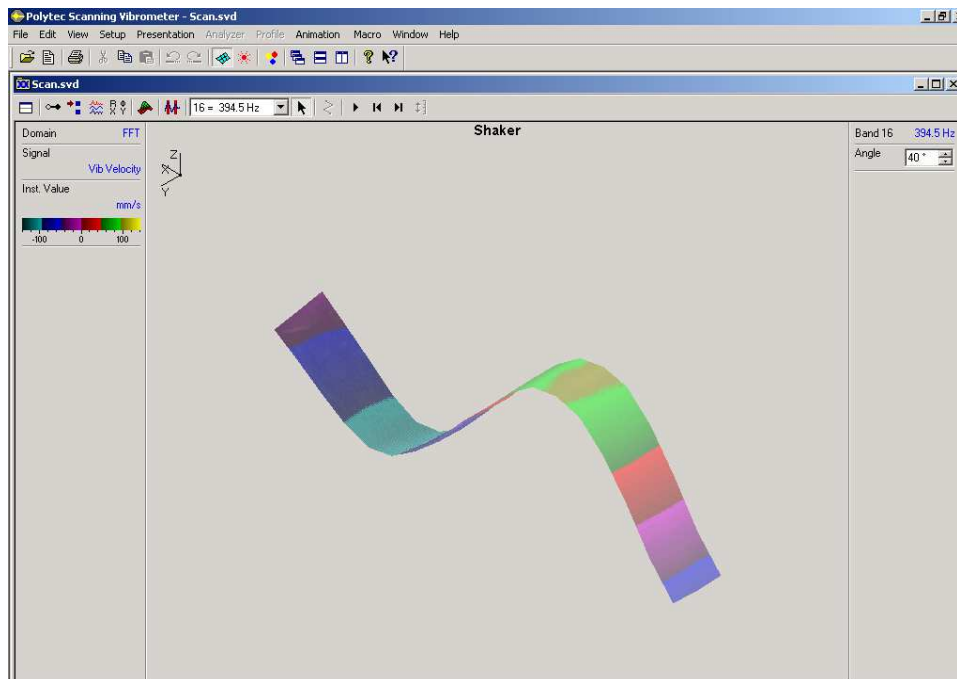 Polytec Scanning Vibrometer - Scan.svd
File Edit View Setup Presentation Analyzer Profile Animation Macro Window Help
Scan.svd
16 = 394.5 Hz
Domain FFT
Signal
Vib Velocity
Inst. Value
mm/s
-100 0 100
Shaker
Z
X
Y
Band 16 394.5 Hz
Angle 40 °